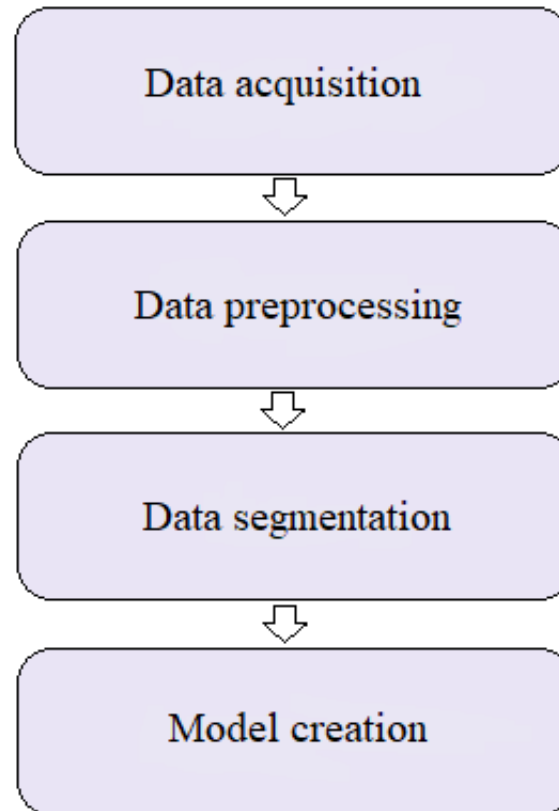 Data acquisition
Data preprocessing
Data segmentation
Model creation